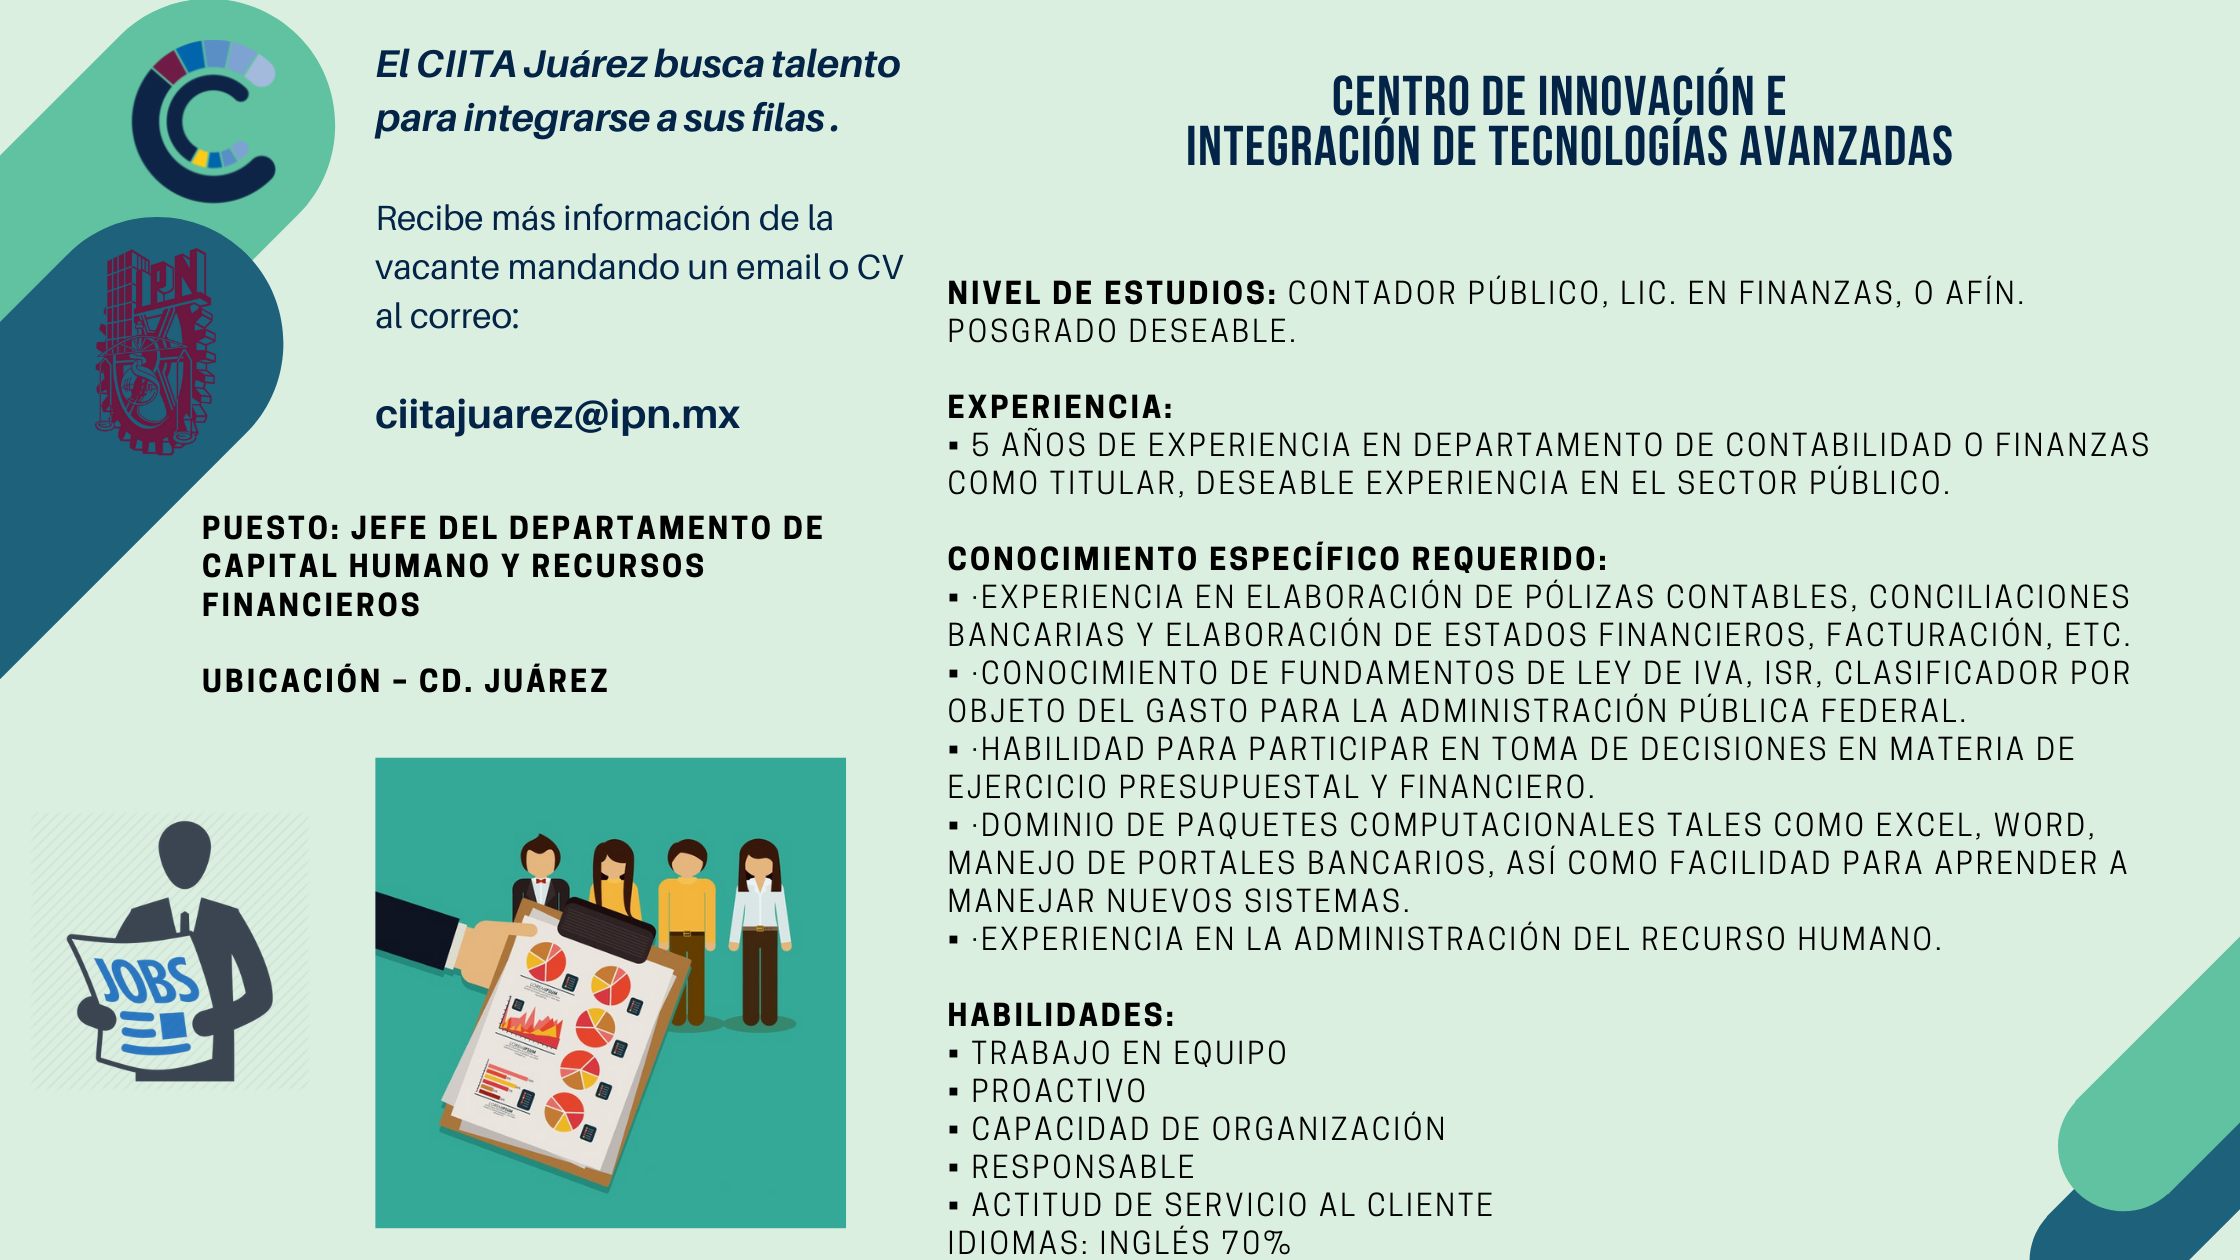 El CIITA Juárez busca talento
para integrarse a sus filas .
Recibe más información de la
vacante mandando un email o CV
al correo:
ciitajuarez@ipn.mx
IPN
PUESTO: JEFE DEL DEPARTAMENTO DE
CAPITAL HUMANO Y RECURSOS
FINANCIEROS
UBICACIÓN – CD. JUÁREZ
JOBS
CENTRO DE INNOVACIÓN E
INTEGRACIÓN DE TECNOLOGÍAS AVANZADAS
NIVEL DE ESTUDIOS: CONTADOR PÚBLICO, LIC. EN FINANZAS, O AFÍN.
POSGRADO DESEABLE.
EXPERIENCIA:
▪ 5 AÑOS DE EXPERIENCIA EN DEPARTAMENTO DE CONTABILIDAD O FINANZAS
COMO TITULAR, DESEABLE EXPERIENCIA EN EL SECTOR PÚBLICO.
CONOCIMIENTO ESPECÍFICO REQUERIDO:
▪ ·EXPERIENCIA EN ELABORACIÓN DE PÓLIZAS CONTABLES, CONCILIACIONES
BANCARIAS Y ELABORACIÓN DE ESTADOS FINANCIEROS, FACTURACIÓN, ETC.
▪ ·CONOCIMIENTO DE FUNDAMENTOS DE LEY DE IVA, ISR, CLASIFICADOR POR
OBJETO DEL GASTO PARA LA ADMINISTRACIÓN PÚBLICA FEDERAL.
▪ ·HABILIDAD PARA PARTICIPAR EN TOMA DE DECISIONES EN MATERIA DE
EJERCICIO PRESUPUESTAL Y FINANCIERO.
▪ ·DOMINIO DE PAQUETES COMPUTACIONALES TALES COMO EXCEL, WORD,
MANEJO DE PORTALES BANCARIOS, ASÍ COMO FACILIDAD PARA APRENDER A
MANEJAR NUEVOS SISTEMAS.
▪ ·EXPERIENCIA EN LA ADMINISTRACIÓN DEL RECURSO HUMANO.
HABILIDADES:
▪ TRABAJO EN EQUIPO
▪ PROACTIVO
▪ CAPACIDAD DE ORGANIZACIÓN
▪ RESPONSABLE
▪ ACTITUD DE SERVICIO AL CLIENTE
IDIOMAS: INGLÉS 70%